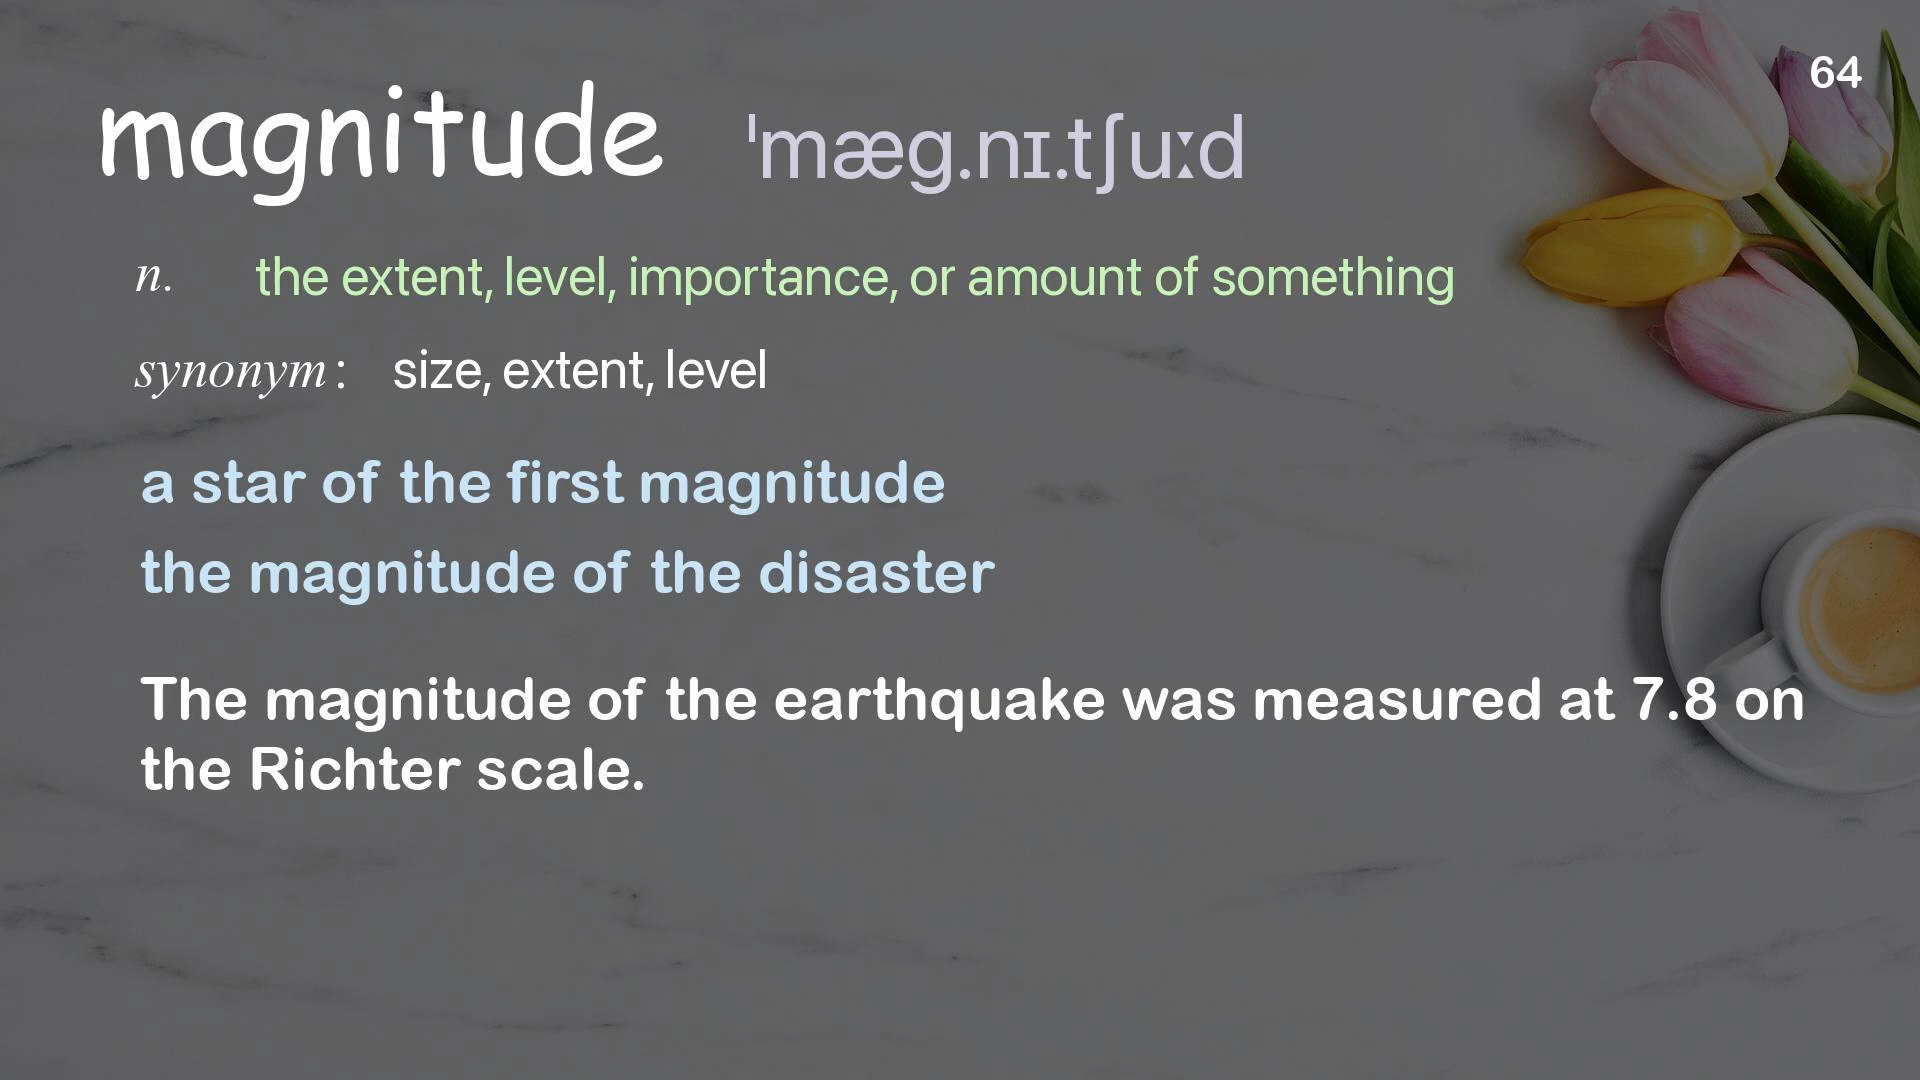 64
magnitude ˈmæg.nɪ.tʃuːd
n. the extent, level, importance, or amount of something
synonym: size, extent, level
a star of the first magnitude
the magnitude of the disaster
The magnitude of the earthquake was measured at 7.8 on
the Richter scale.